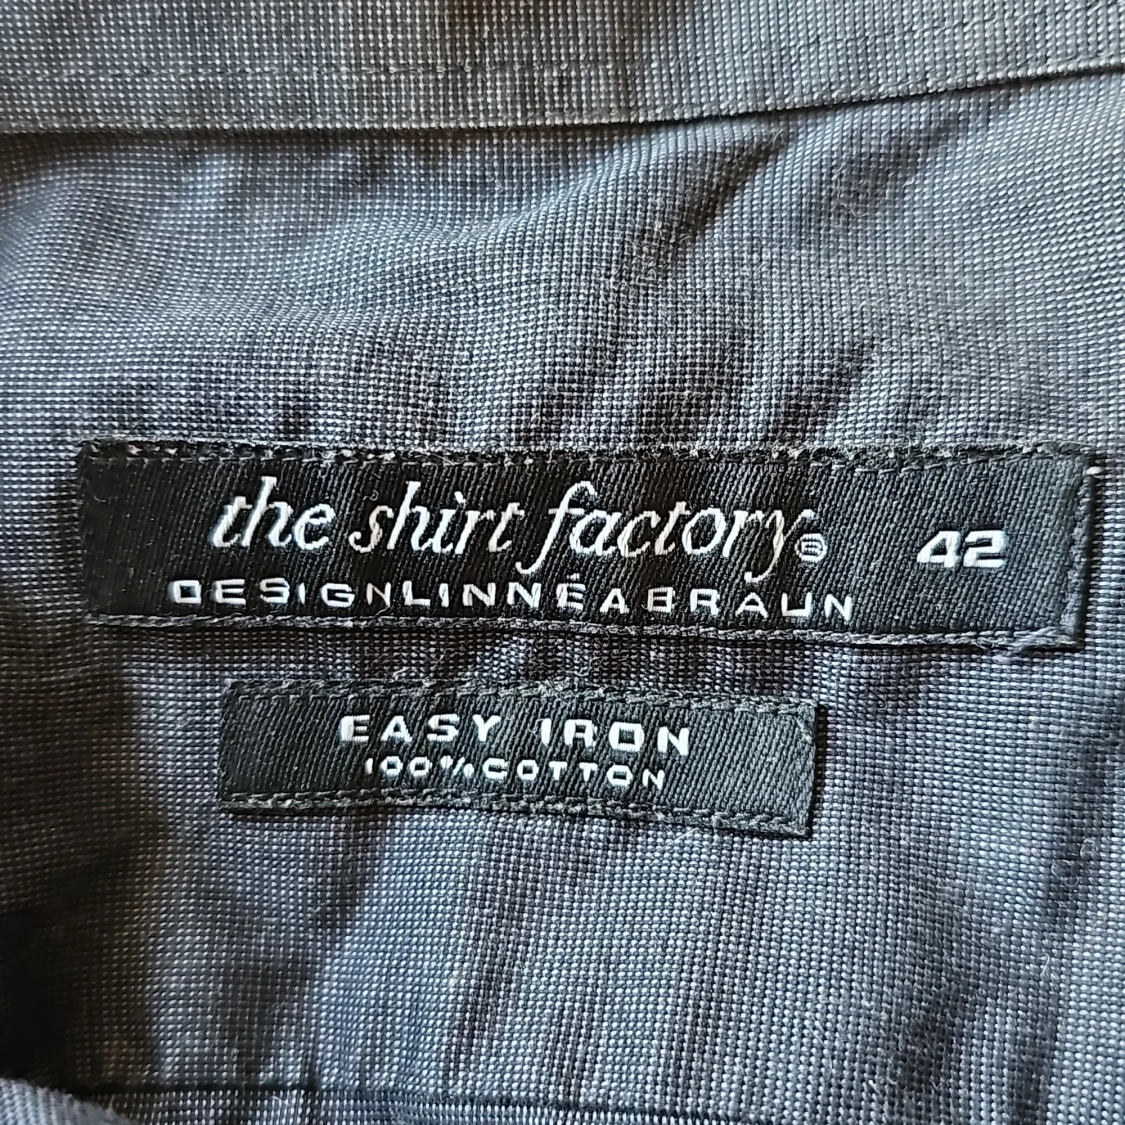 the shirt factory® 42
DESIGNLINNÉABRAUN
EASY IRON
100%COTTON